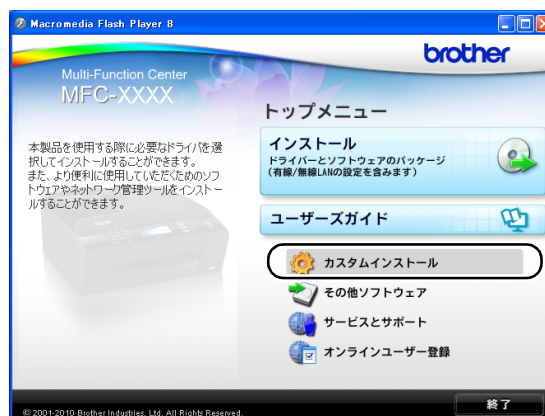 Macromedia Flash Player 8
brother
Multi-Function Center
MFC-XXXX
トップメニュー
本製品を使用する際に必要なドライバを選
択してインストールすることができます。
また、より便利に使用していただくためのソフ
トウェアやネットワーク管理ツールをインストー
ルすることができます。
インストール
ドライバーとソフトウェアのパッケージ
(有線/無線LANの設定を含みます)
ユーザーズガイド
カスタムインストール
その他ソフトウェア
サービスとサポート
オンラインユーザー登録
© 2001-2010 Brother Industries, Ltd. All Rights Reserved.
終了